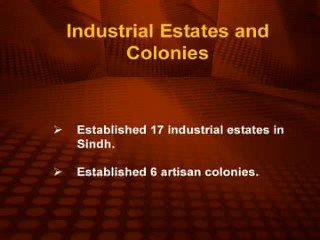 Industrial Estates and
Colonies
➢ Established 17 industrial estates in
Sindh.
➢ Established 6 artisan colonies.